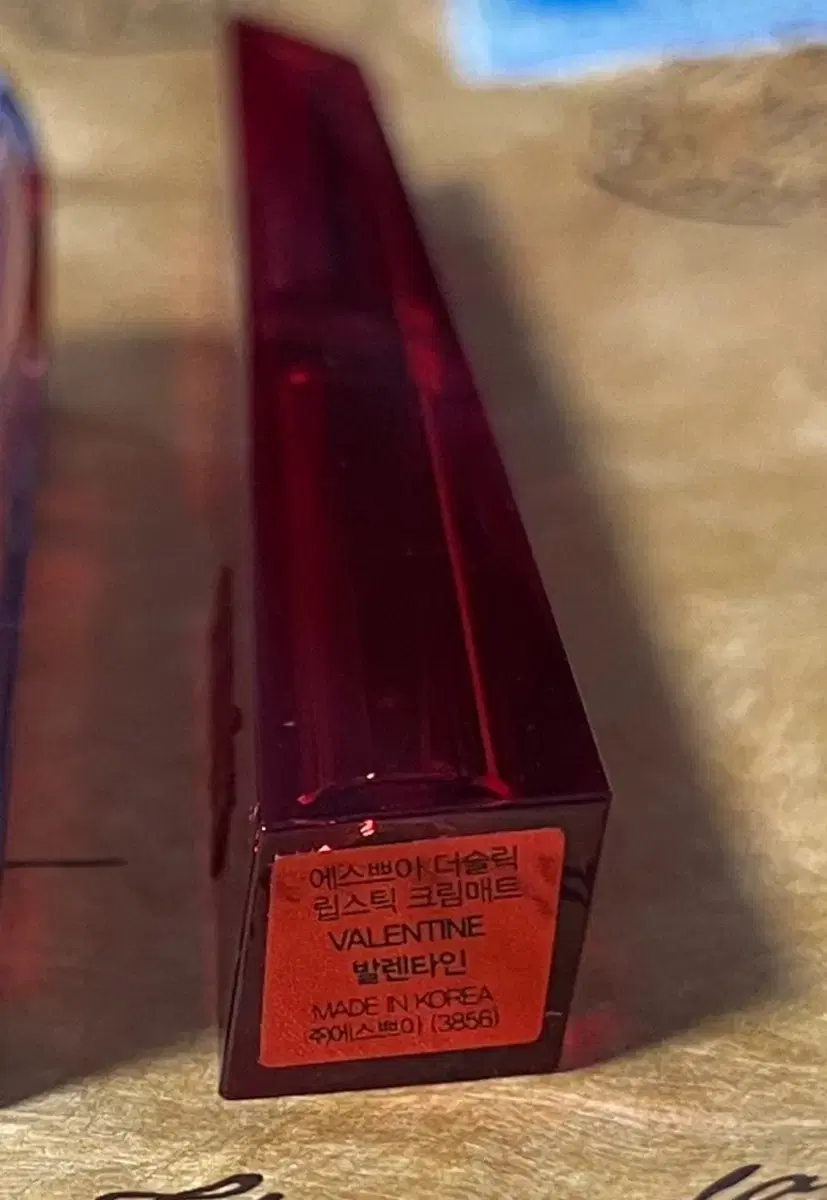 에스쁘아 더슬릭
립스틱 크림매트
VALENTINE
발렌타인
MADE IN KOREA
㈜에스쁘아 (3856)